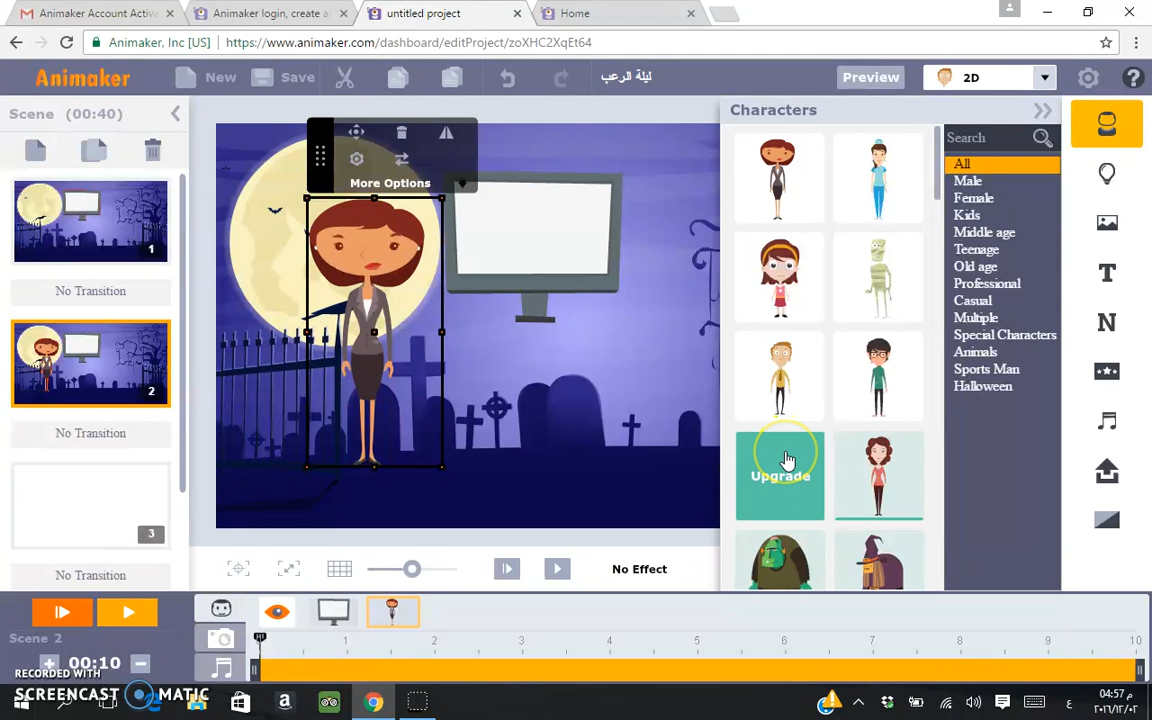 Animaker Account Activa
Animaker login, create a
untitled project
Home
Animaker, Inc [US]
https://www.animaker.com/dashboard/editProject/zoXHC2XqEt64
Animaker
New
Save
ليلة الرعب
Preview
2D
Scene (00:40)
Characters
More Options
1
No Transition
2
No Transition
3
No Transition
Search
All
Male
Female
Kids
Middle age
Teenage
Old age
Professional
Casual
Multiple
Special Characters
Animals
Sports Man
Halloween
Upgrade
T
N
No Effect
Scene 2
00:10
1 2 3 4 5 6 7 8 9 10
RECORDED WITH
SCREENCAST MATIC
ع
04:57 م
٢٠١٦/١٢/٠٢